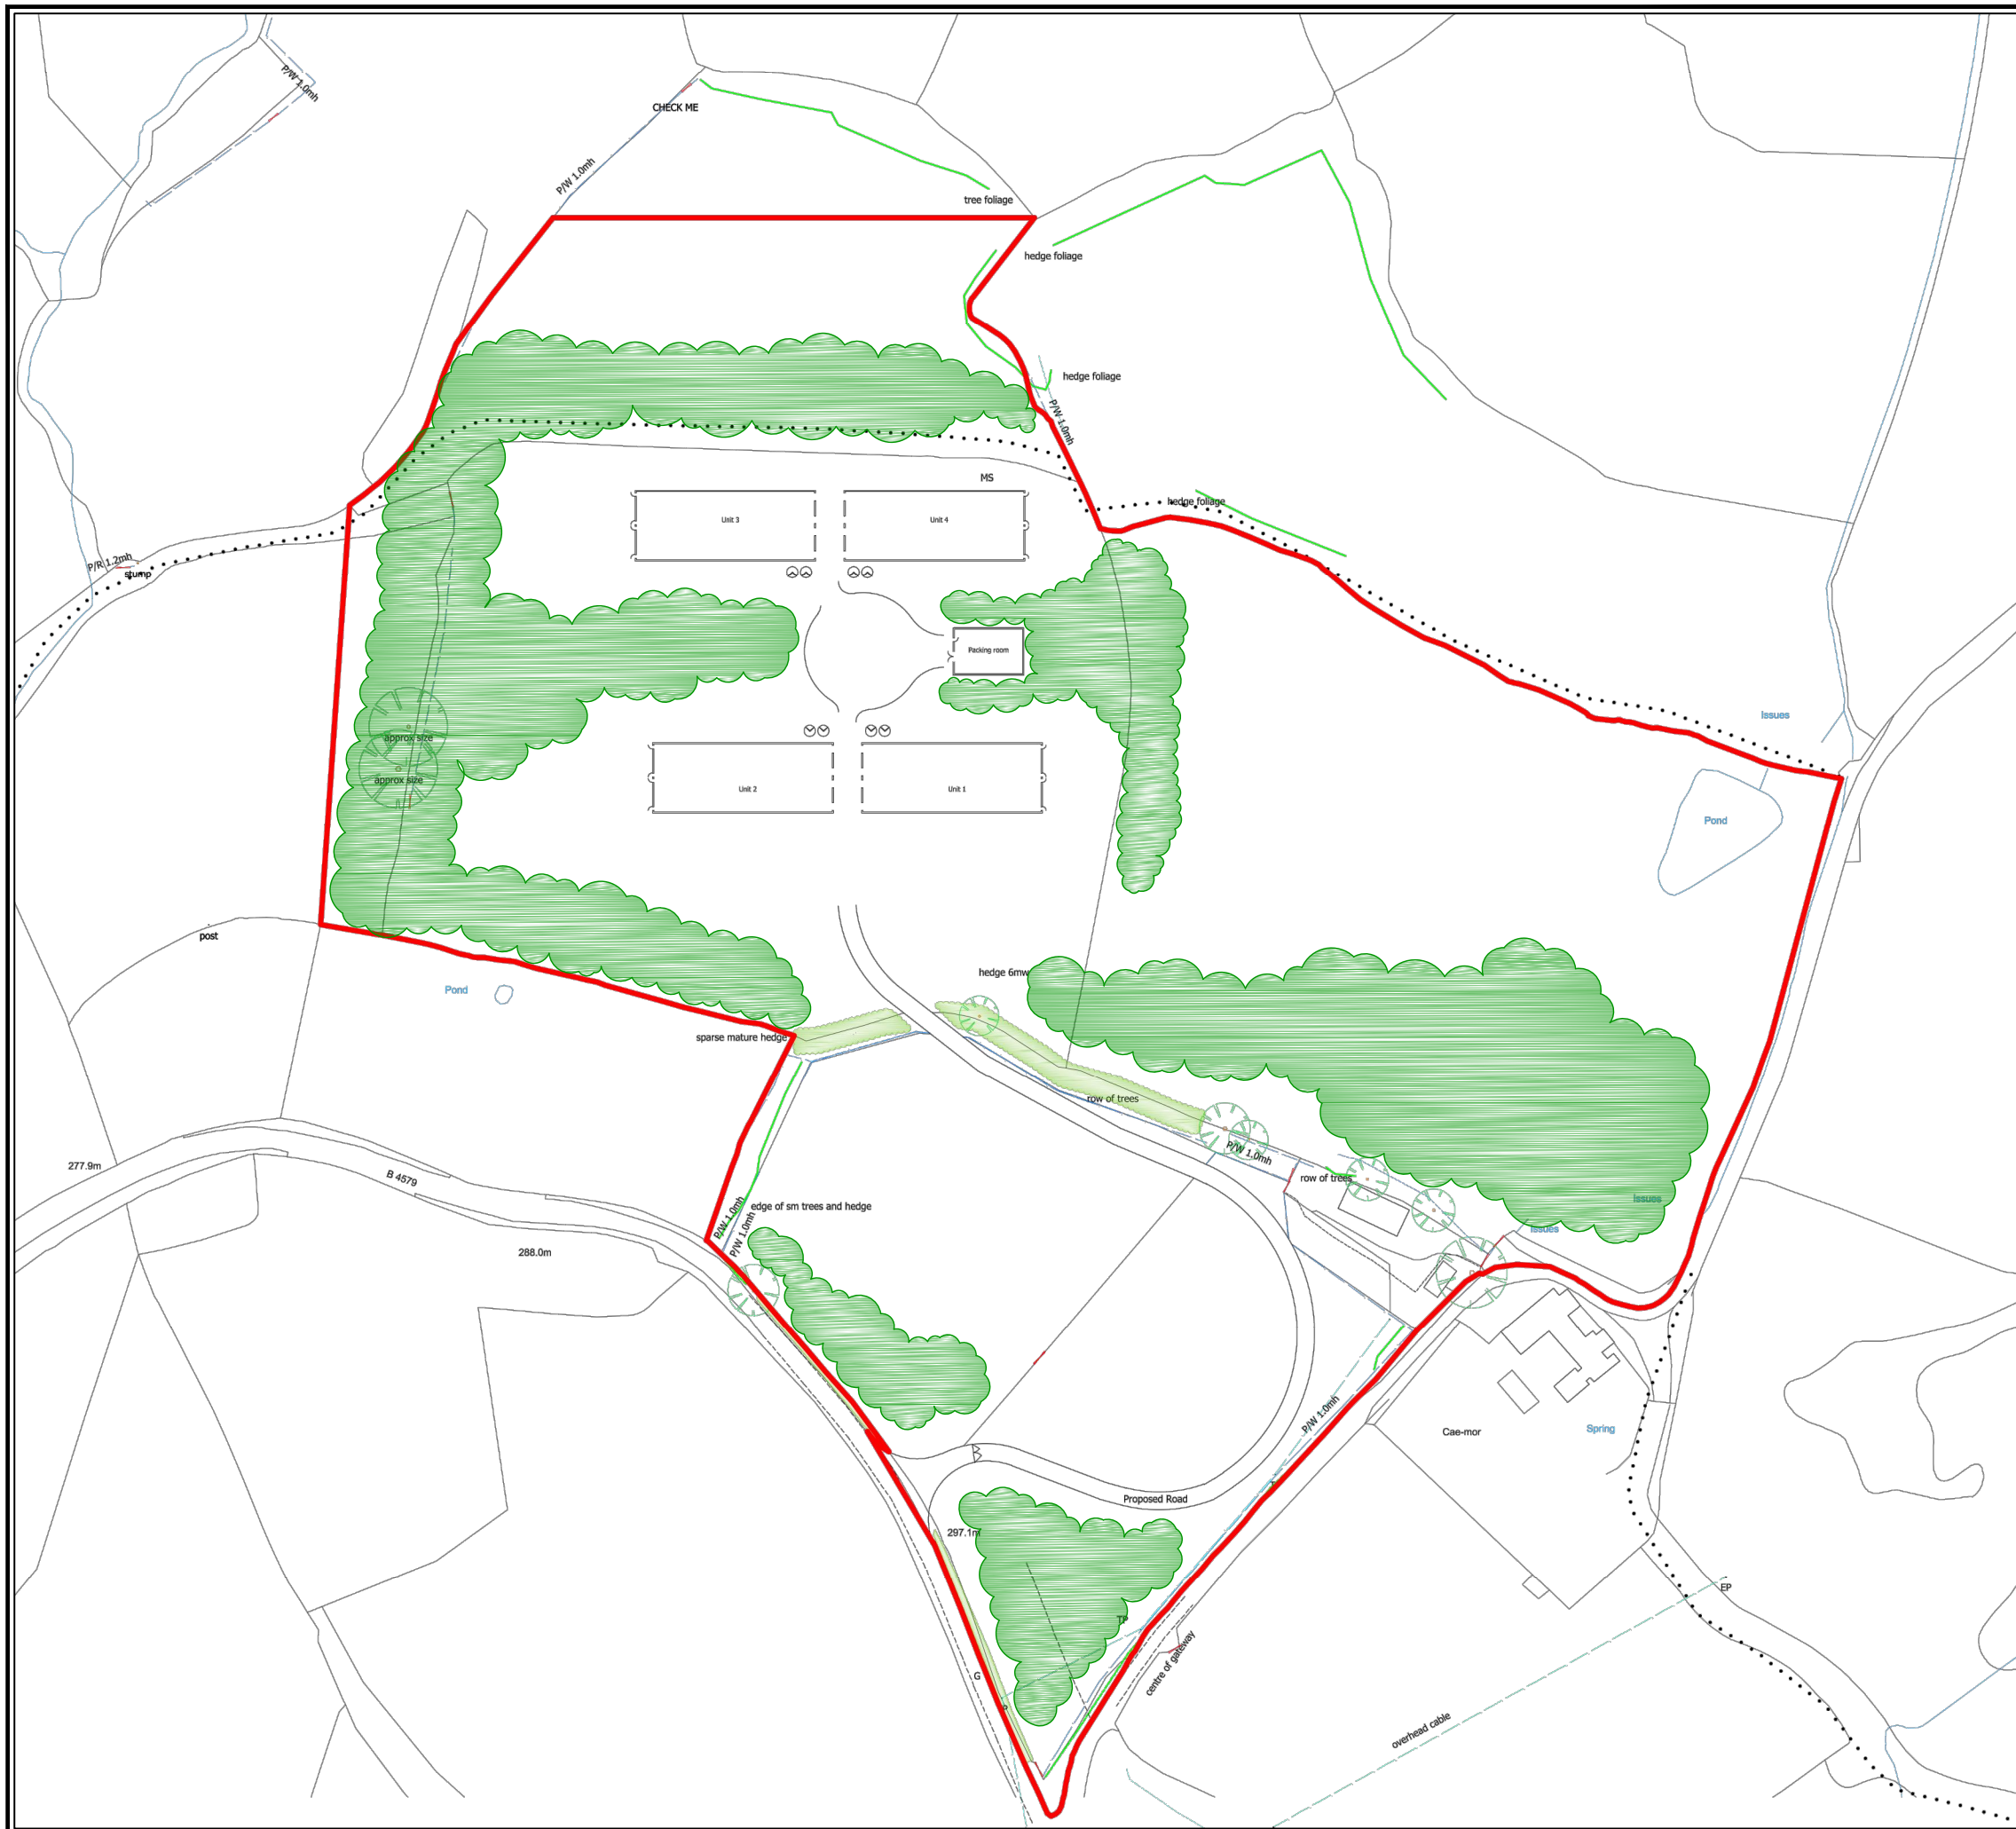 P/W 1.0mh
CHECK ME
P/W 1.0mh
tree foliage
hedge foliage
hedge foliage
P/W 1.0mh
MS
hedge foliage
Unit 3
Unit 4
P/R 1.2mh
stump
Packing room
Issues
approx size
approx size
Unit 2
Unit 1
Pond
post
hedge 6mw
Pond
sparse mature hedge
row of trees
P/W 1.0mh
277.9m
B 4579
row of trees
Issues
edge of sm trees and hedge
P/W 1.0mh
P/W 1.0mh
Issues
288.0m
P/W 1.0mh
Cae-mor
Spring
Proposed Road
297.1m
EP
TP
centre of gateway
G
overhead cable